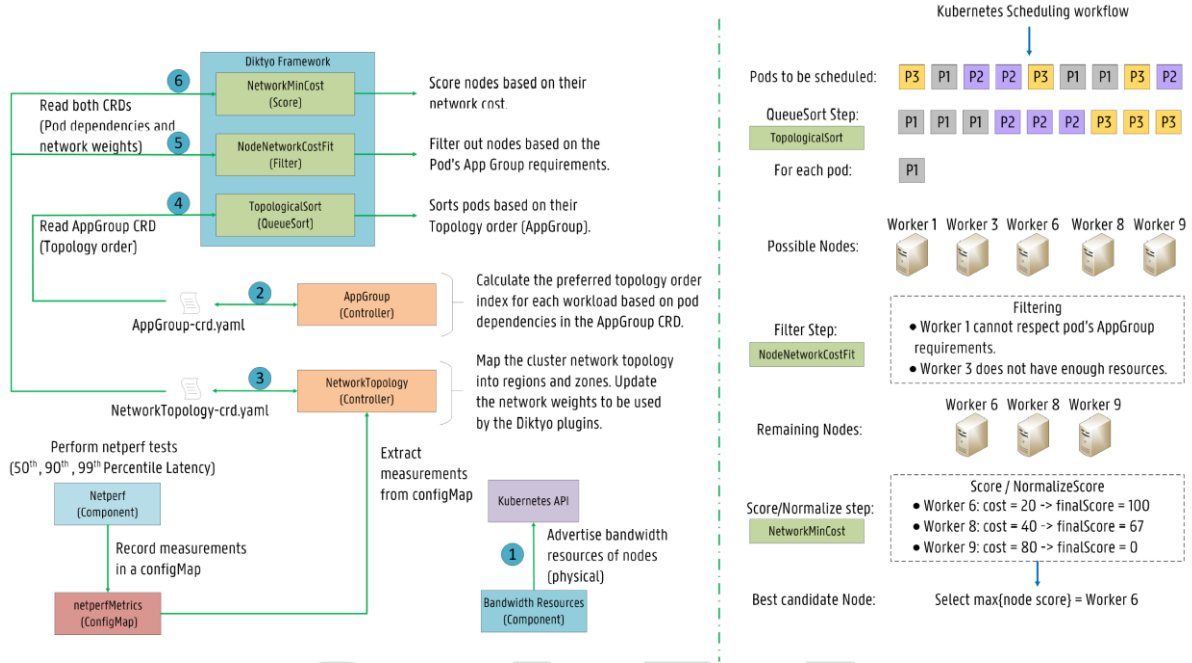 Diktyo Framework
6
NetworkMinCost
(Score)
Score nodes based on their
network cost.
Read both CRDs
(Pod dependencies and
network weights)
5
NodeNetworkCostFit
(Filter)
Filter out nodes based on the
Pod's App Group requirements.
4
TopologicalSort
(QueueSort)
Sorts pods based on their
Topology order (AppGroup).
Read AppGroup CRD
(Topology order)
AppGroup-crd.yaml
2
AppGroup
(Controller)
Calculate the preferred topology order
index for each workload based on pod
dependencies in the AppGroup CRD.
NetworkTopology-crd.yaml
3
NetworkTopology
(Controller)
Map the cluster network topology
into regions and zones. Update
the network weights to be used
by the Diktyo plugins.
Perform netperf tests
(50th, 90th, 99th Percentile Latency)
Netperf
(Component)
Record measurements
in a configMap
netperfMetrics
(ConfigMap)
Extract
measurements
from configMap
Kubernetes API
1
Advertise bandwidth
resources of nodes
(physical)
Bandwidth Resources
(Component)
Kubernetes Scheduling workflow
Pods to be scheduled:
P3 P1 P2 P2 P3 P1 P1 P3 P2
QueueSort Step:
TopologicalSort
P1 P1 P1 P2 P2 P2 P3 P3 P3
For each pod:
P1
Worker 1 Worker 3 Worker 6 Worker 8 Worker 9
Possible Nodes:
Filtering
• Worker 1 cannot respect pod's AppGroup
requirements.
• Worker 3 does not have enough resources.
Filter Step:
NodeNetworkCostFit
Worker 6 Worker 8 Worker 9
Remaining Nodes:
Score / NormalizeScore
• Worker 6: cost = 20 -> finalScore = 100
• Worker 8: cost = 40 -> finalScore = 67
• Worker 9: cost = 80 -> finalScore = 0
Score/Normalize step:
NetworkMinCost
Best candidate Node:
Select max{node score} = Worker 6